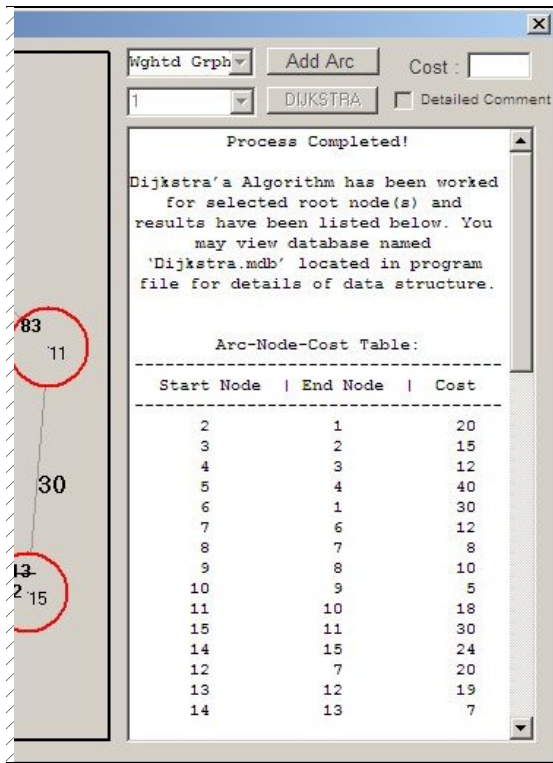 Wghtd Grph
Add Arc
Cost :
1
DIJKSTRA
Detailed Comment
Process Completed!
Dijkstra'a Algorithm has been worked
for selected root node(s) and
results have been listed below. You
may view database named
'Dijkstra.mdb' located in program
file for details of data structure.
Arc-Node-Cost Table:
Start Node | End Node | Cost
2 1 20
3 2 15
4 3 12
5 4 40
6 1 30
7 6 12
8 7 8
9 8 10
10 9 5
11 10 18
15 11 30
14 15 24
12 7 20
13 12 19
14 13 7
83
11
30
13
2
15